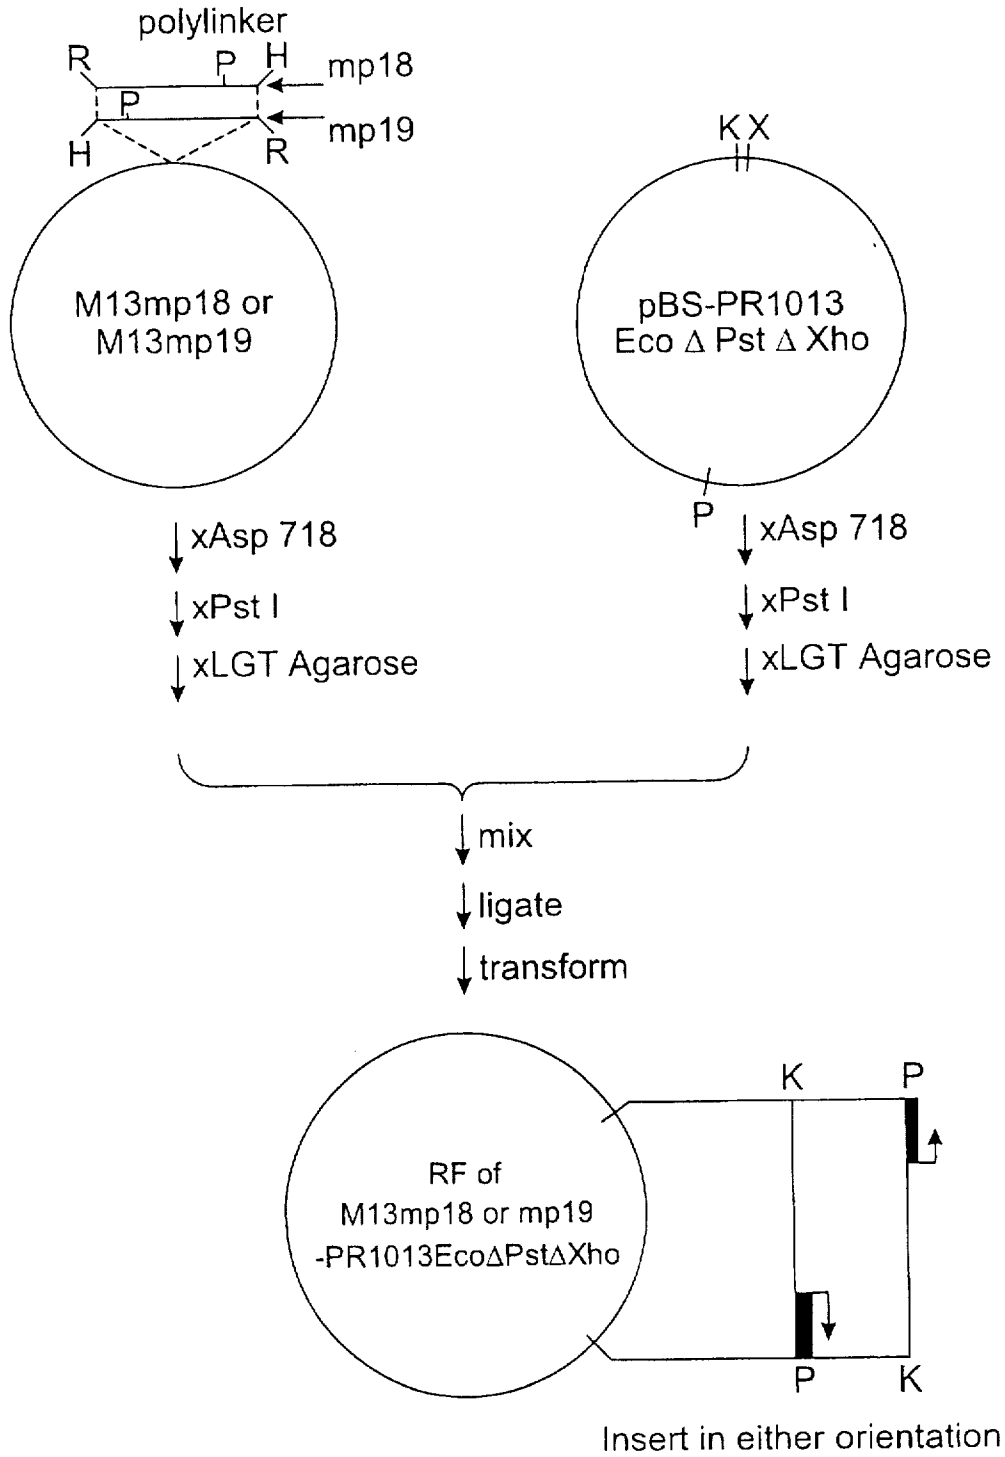 polylinker
R
P
H
mp18
P
mp19
H
R
M13mp18 or
M13mp19
K X
pBS-PR1013
Eco Δ Pst Δ Xho
P
xAsp 718
xPst I
xLGT Agarose
xAsp 718
xPst I
xLGT Agarose
mix
ligate
transform
RF of
M13mp18 or mp19
-PR1013EcoΔPstΔXho
K
P
P
K
Insert in either orientation